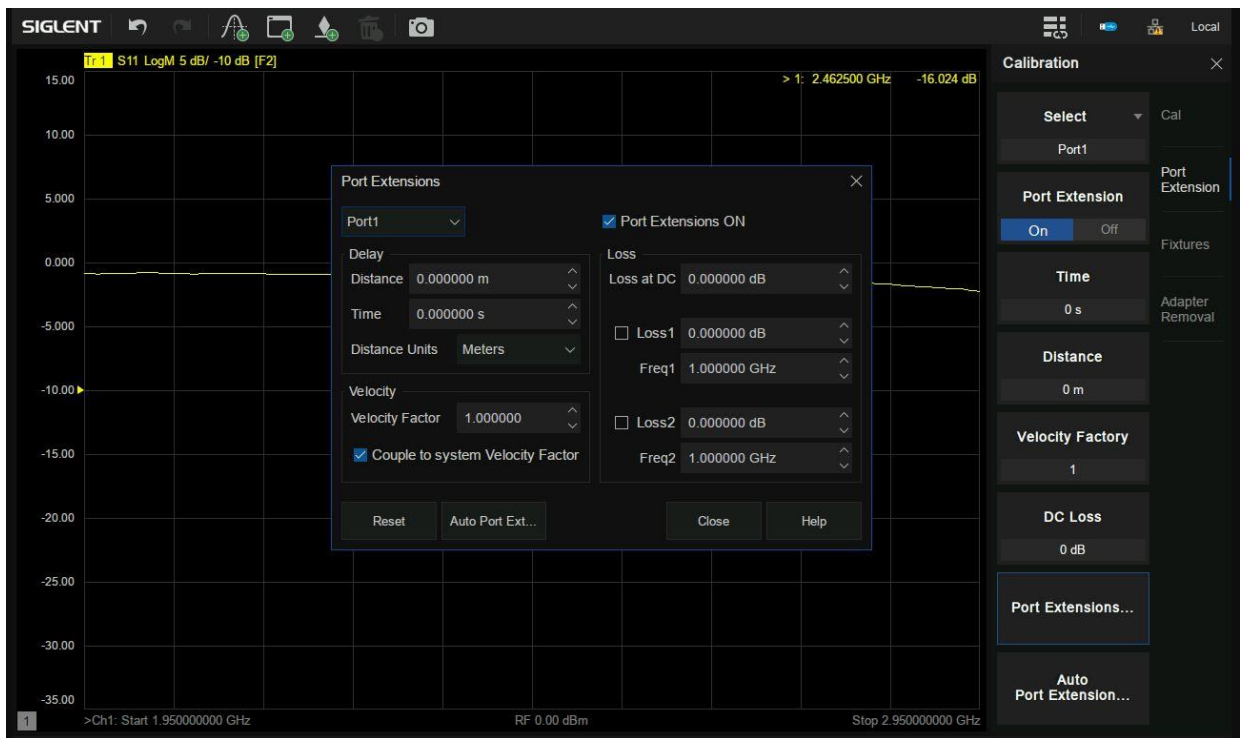 SIGLENT
Local
Tr 1 S11 LogM 5 dB/ -10 dB [F2]
> 1: 2.462500 GHz -16.024 dB
15.00
10.00
5.000
0.000
-5.000
-10.00
-15.00
-20.00
-25.00
-30.00
-35.00
1
>Ch1: Start 1.950000000 GHz
RF 0.00 dBm
Stop 2.950000000 GHz
Port Extensions
Port1
Port Extensions ON
Delay
Distance 0.000000 m
Time 0.000000 s
Distance Units Meters
Velocity
Velocity Factor 1.000000
Couple to system Velocity Factor
Loss
Loss at DC 0.000000 dB
Loss1 0.000000 dB
Freq1 1.000000 GHz
Loss2 0.000000 dB
Freq2 1.000000 GHz
Reset
Auto Port Ext...
Close
Help
Calibration
Select
Port1
Port Extension
On Off
Time
0 s
Distance
0 m
Velocity Factory
1
DC Loss
0 dB
Port Extensions...
Auto
Port Extension...
Cal
Port
Extension
Fixtures
Adapter
Removal